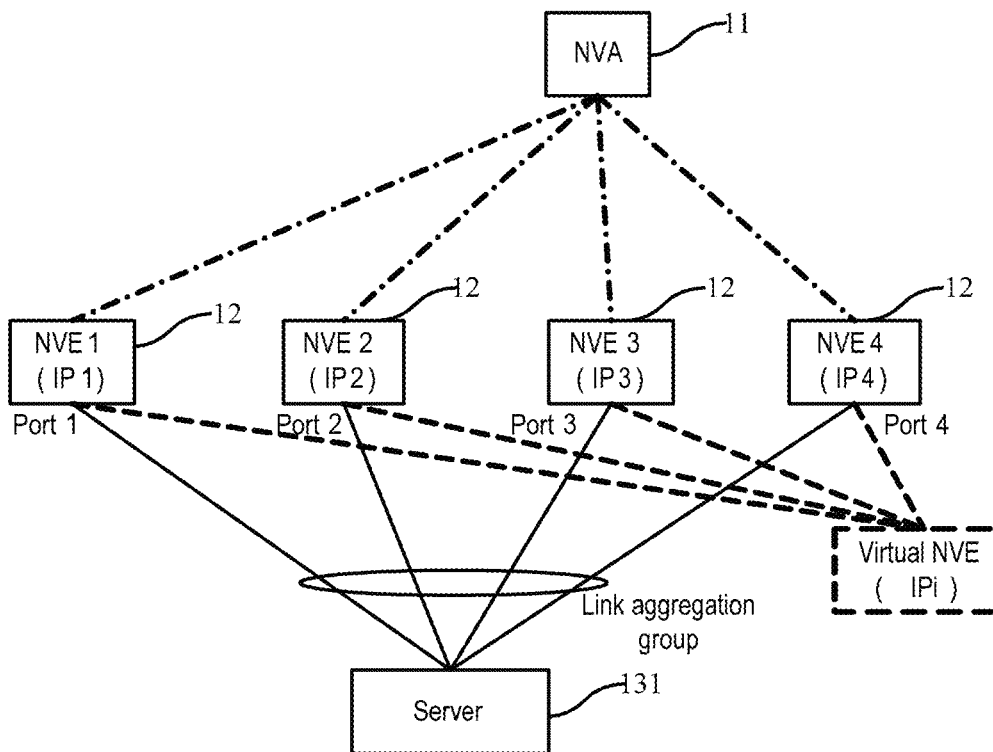 11
NVA
12
12
12
12
NVE 1
( IP 1 )
NVE 2
( IP2 )
NVE 3
( IP3 )
NVE 4
( IP4 )
Port 1
Port 2
Port 3
Port 4
Virtual NVE
( IPi )
Link aggregation
group
131
Server